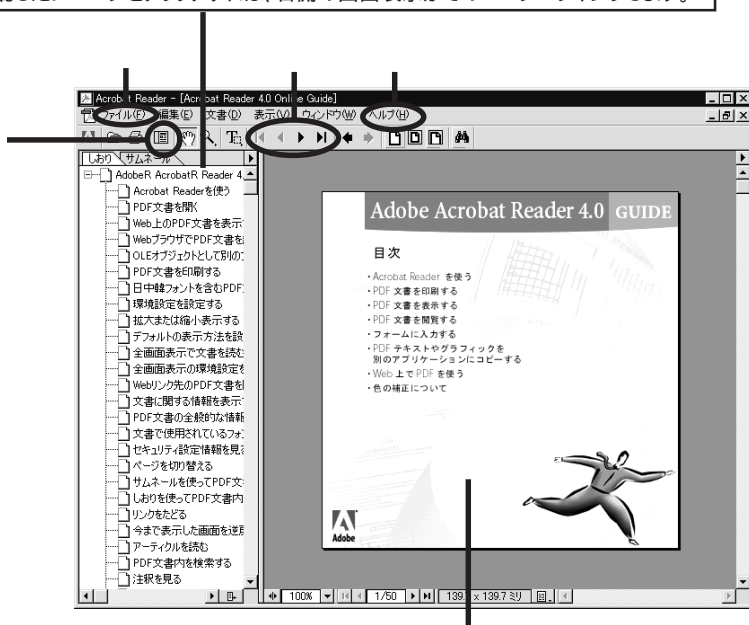 Acrobat Reader - [Acrobat Reader 4.0 Online Guide]
ファイル(F) 編集(E) 文書(D) 表示(V) ウィンドウ(W) ヘルプ(H)
しおり サムネール
AdobeR AcrobatR Reader 4.
Acrobat Readerを使う
PDF文書を開く
Web上のPDF文書を表示
WebブラウザでPDF文書を
OLEオブジェクトとして別の
PDF文書を印刷する
日中韓フォントを含むPDF
環境設定を設定する
拡大または縮小表示する
デフォルトの表示方法を設
全画面表示で文書を読む
全画面表示の環境設定を
Webリンク先のPDF文書を
文書に関する情報を表示
PDF文書の全般的な情報
文書で使用されているフォ
セキュリティ設定情報を見
ページを切り替える
サムネールを使ってPDF文
しおりを使ってPDF文書内
リンクをたどる
今まで表示した画面を逆戻
アーティクルを読む
PDF文書内を検索する
注釈を見る
Adobe Acrobat Reader 4.0 GUIDE
目次
・Acrobat Reader を使う
・PDF 文書を印刷する
・PDF 文書を表示する
・PDF 文書を閲覧する
・フォームに入力する
・PDF テキストやグラフィックを
別のアプリケーションにコピーする
・Web 上で PDF を使う
・色の補正について
Adobe
100% 1/50 139.7 x 139.7 ミリ